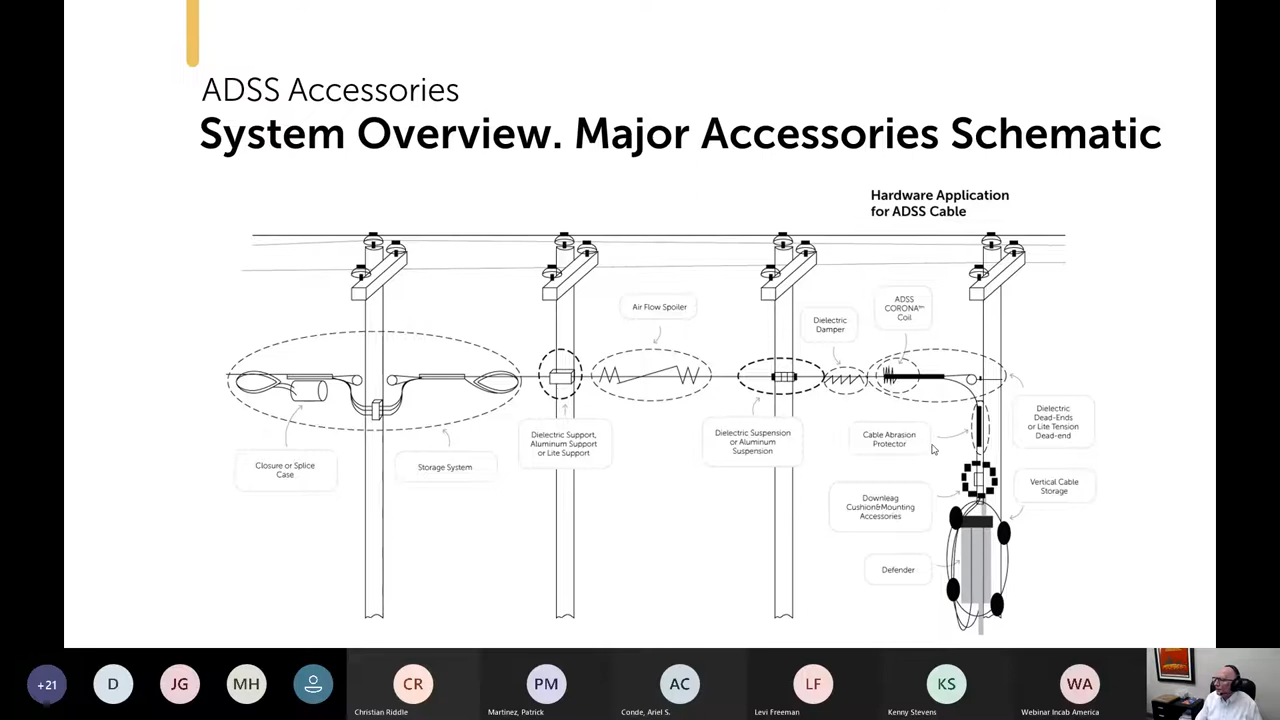 ADSS Accessories
System Overview. Major Accessories Schematic
Hardware Application
for ADSS Cable
Air Flow Spoiler
Dielectric
Damper
ADSS
CORONA
Coil
Closure or Splice
Case
Storage System
Dielectric Support,
Aluminum Support
or Lite Support
Dielectric Suspension
or Aluminum
Suspension
Cable Abrasion
Protector
Dielectric
Dead-Ends
or Lite Tension
Dead-end
Downleag
Cushion&Mounting
Accessories
Vertical Cable
Storage
Defender
+21
D
JG
MH
CR
Christian Riddle
PM
Martinez, Patrick
AC
Conde, Ariel S.
LF
Levi Freeman
KS
Kenny Stevens
WA
Webinar Incab America